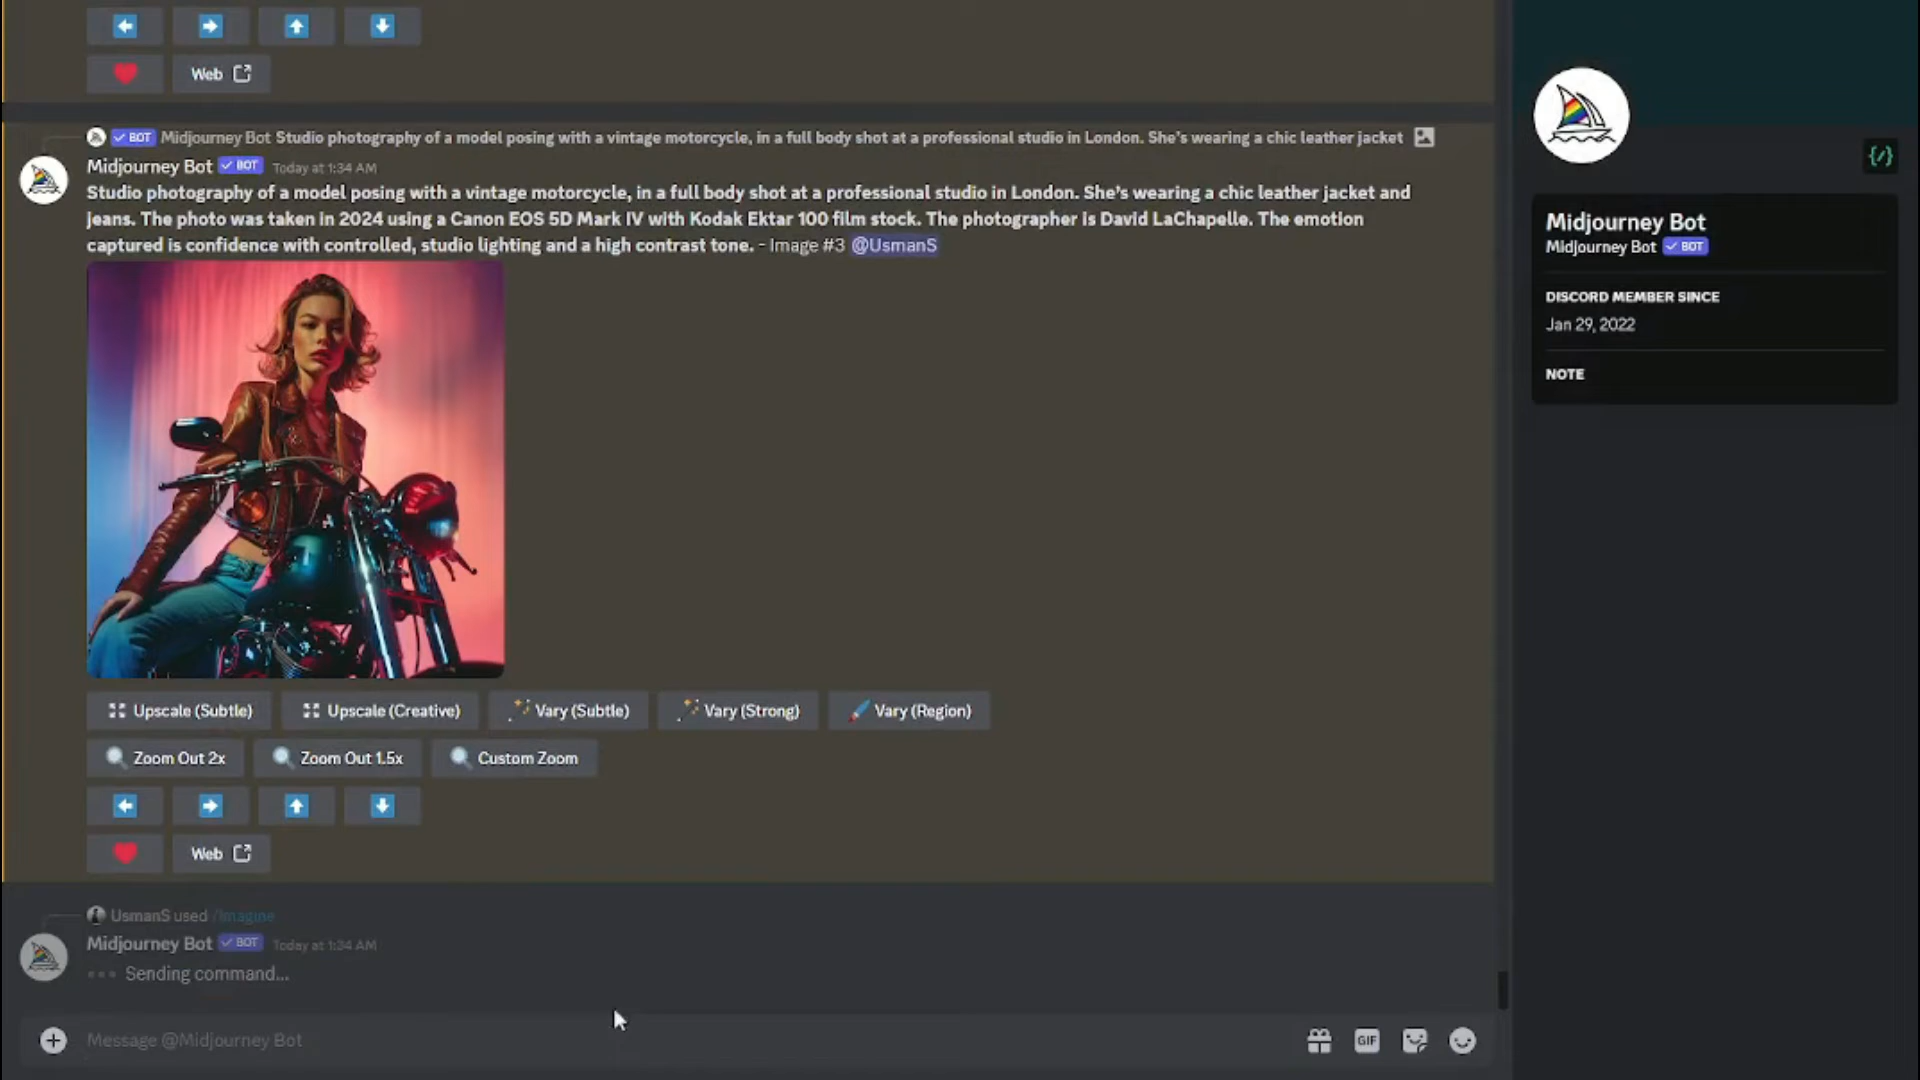 Web
BOT Midjourney Bot Studio photography of a model posing with a vintage motorcycle, in a full body shot at a professional studio in London. She's wearing a chic leather jacket
Midjourney Bot BOT Today at 1:34 AM
Studio photography of a model posing with a vintage motorcycle, in a full body shot at a professional studio in London. She's wearing a chic leather jacket and
jeans. The photo was taken in 2024 using a Canon EOS 5D Mark IV with Kodak Ektar 100 film stock. The photographer is David LaChapelle. The emotion
captured is confidence with controlled, studio lighting and a high contrast tone. - Image #3 @UsmanS
Upscale (Subtle) Upscale (Creative) Vary (Subtle) Vary (Strong) Vary (Region)
Zoom Out 2x Zoom Out 1.5x Custom Zoom
Web
UsmanS used /imagine
Midjourney Bot BOT Today at 1:34 AM
Sending command...
Message @Midjourney Bot
GIF
Midjourney Bot
Midjourney Bot BOT
DISCORD MEMBER SINCE
Jan 29, 2022
NOTE